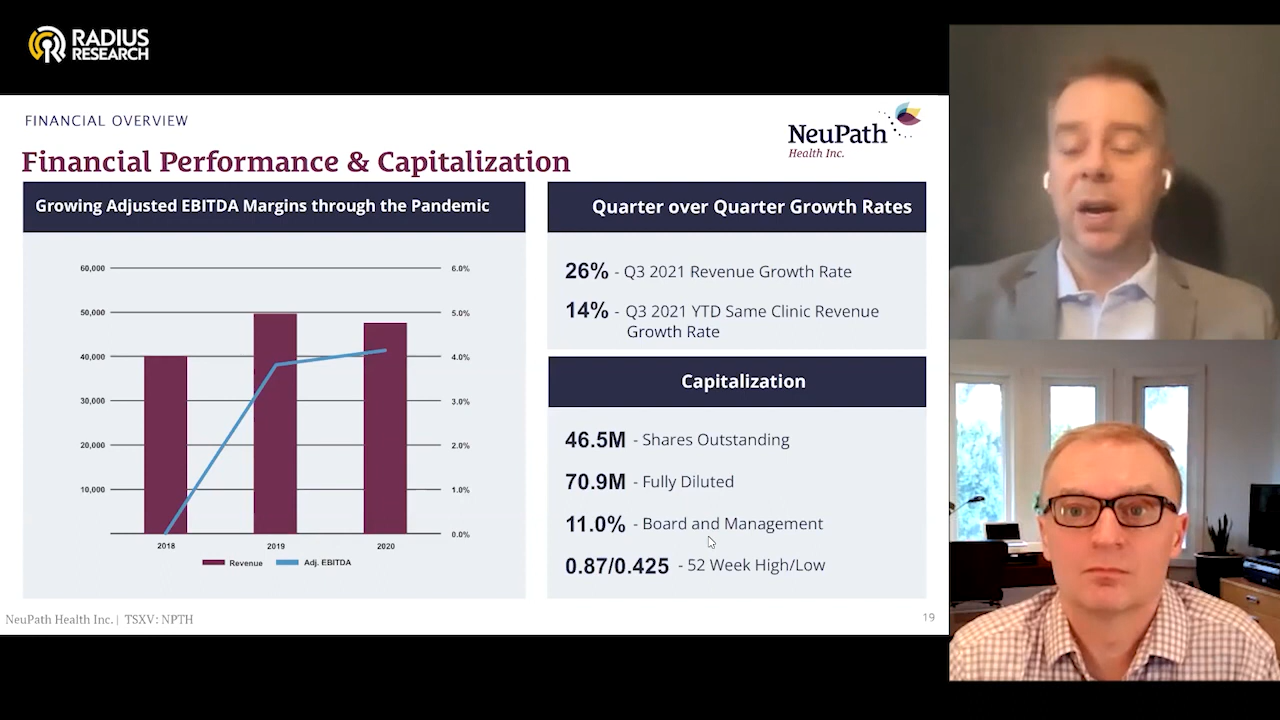 RADIUS
RESEARCH
FINANCIAL OVERVIEW
Financial Performance & Capitalization
NeuPath
Health Inc.
Growing Adjusted EBITDA Margins through the Pandemic
60,000
6.0%
50,000
5.0%
40,000
4.0%
30,000
3.0%
20,000
2.0%
10,000
1.0%
0.0%
2018
2019
2020
Revenue
Adj. EBITDA
Quarter over Quarter Growth Rates
26% - Q3 2021 Revenue Growth Rate
14% - Q3 2021 YTD Same Clinic Revenue
Growth Rate
Capitalization
46.5M - Shares Outstanding
70.9M - Fully Diluted
11.0% - Board and Management
0.87/0.425 - 52 Week High/Low
NeuPath Health Inc. | TSXV: NPTH
19